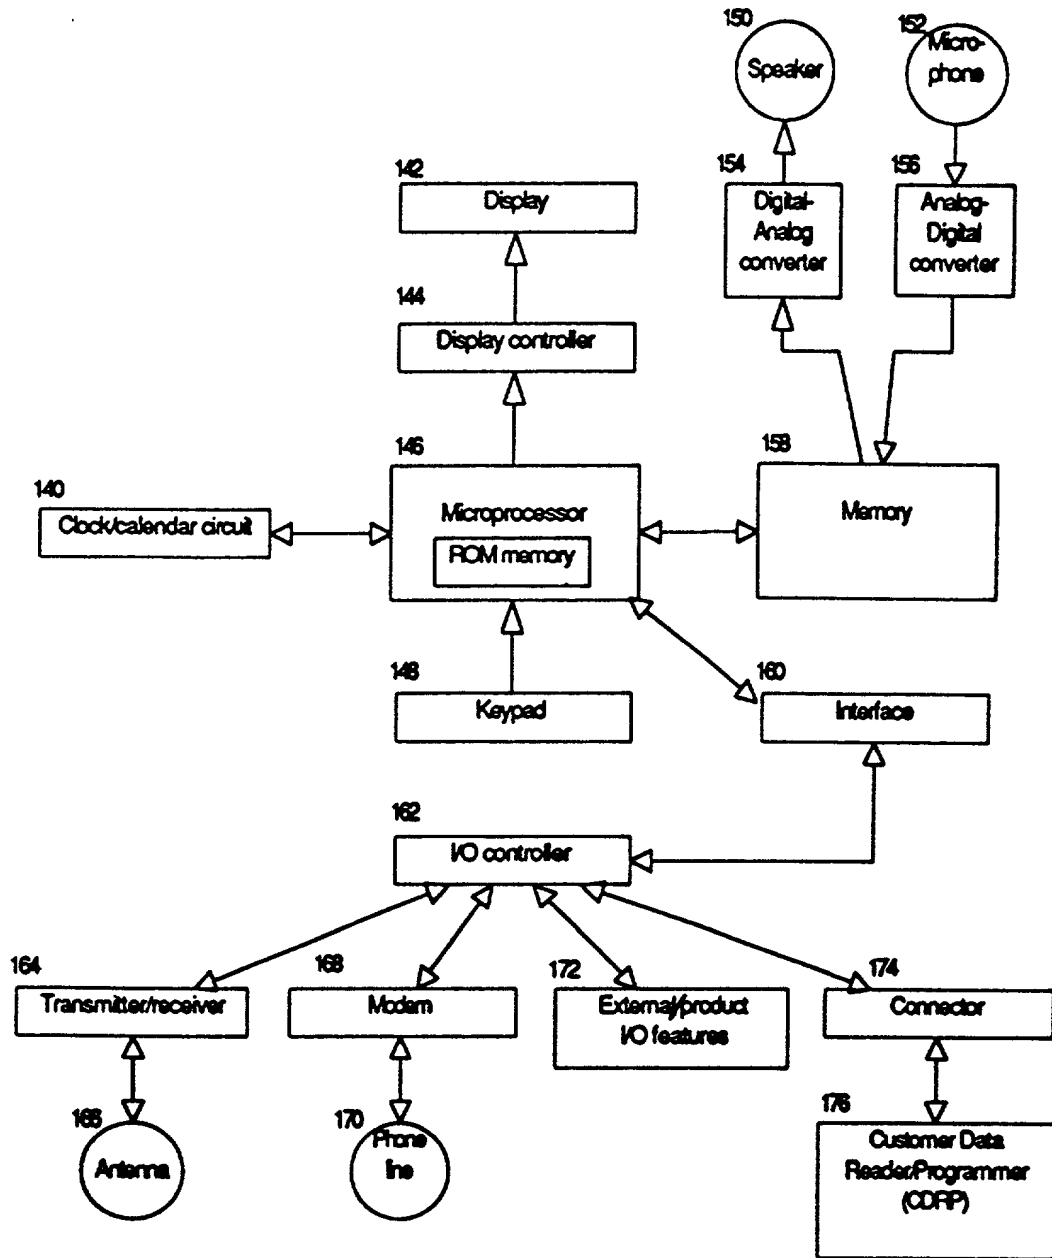 150
152
Speaker
Micro-
phone
142
154
156
Display
Digital-
Analog
converter
Analog-
Digital
converter
144
Display controller
146
158
140
Clock/calendar circuit
Microprocessor
ROM memory
Memory
148
Keypad
160
Interface
162
I/O controller
164
Transmitter/receiver
168
Modem
172
External/product
I/O features
174
Connector
166
Antenna
170
Phone
line
176
Customer Data
Reader/Programmer
(CDRP)